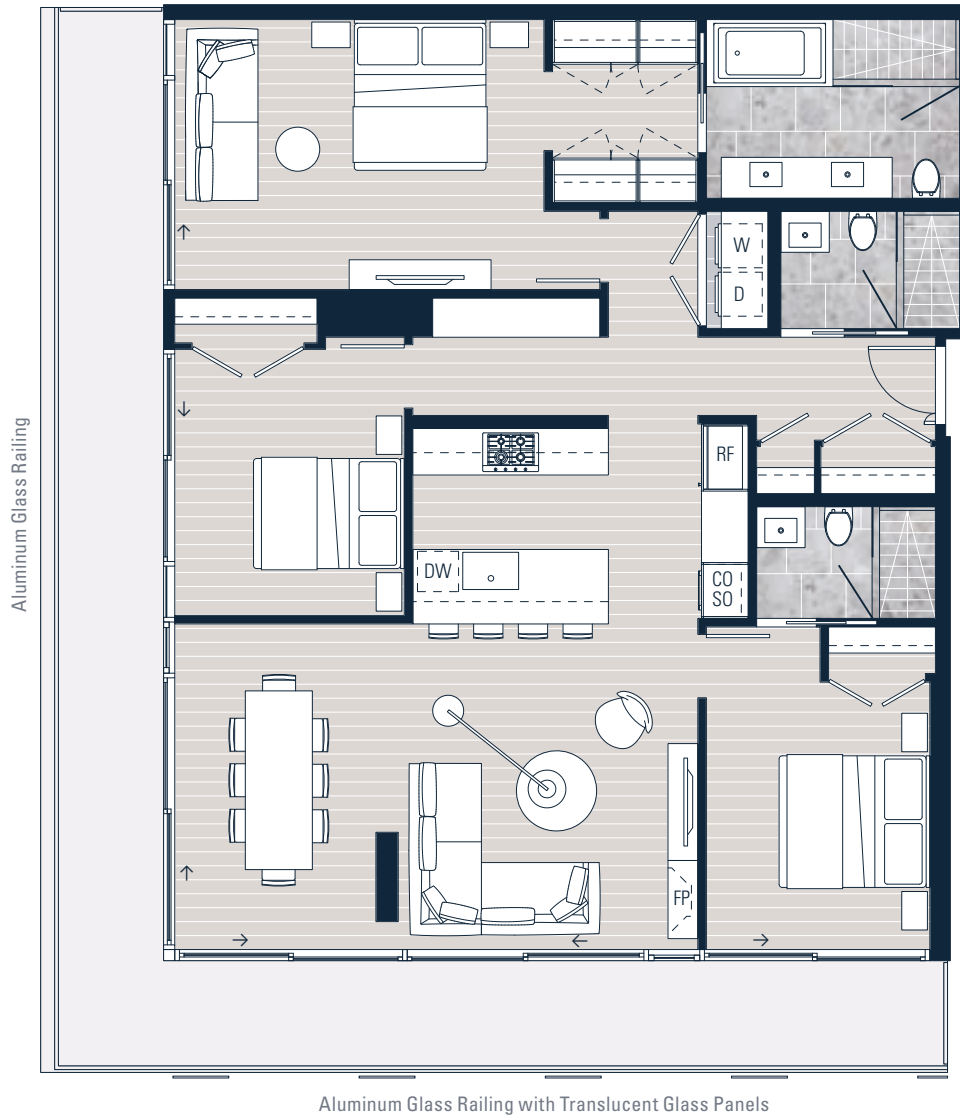 W
D
RF
DW
CO
SO
FP
Aluminum Glass Railing
Aluminum Glass Railing with Translucent Glass Panels